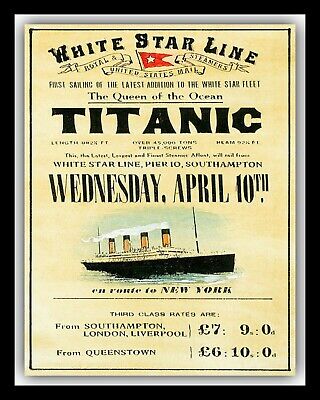 WHITE STAR LINE
ROYAL & STEAMERS
UNITED STATES MAIL
FIRST SAILING OF THE LATEST ADDITION TO THE WHITE STAR FLEET
The Queen of the Ocean
TITANIC
LENGTH 882½ FT. OVER 45,000 TONS BEAM 92½ FT.
TRIPLE-SCREWS
This, the Latest, Largest and Finest Steamer Afloat, will sail from
WHITE STAR LINE, PIER 10, SOUTHAMPTON
WEDNESDAY, APRIL 10TH,
en route to NEW YORK
THIRD CLASS RATES ARE:
From SOUTHAMPTON, LONDON, LIVERPOOL} £7: 9s: 0d
From QUEENSTOWN £6: 10s: 0d